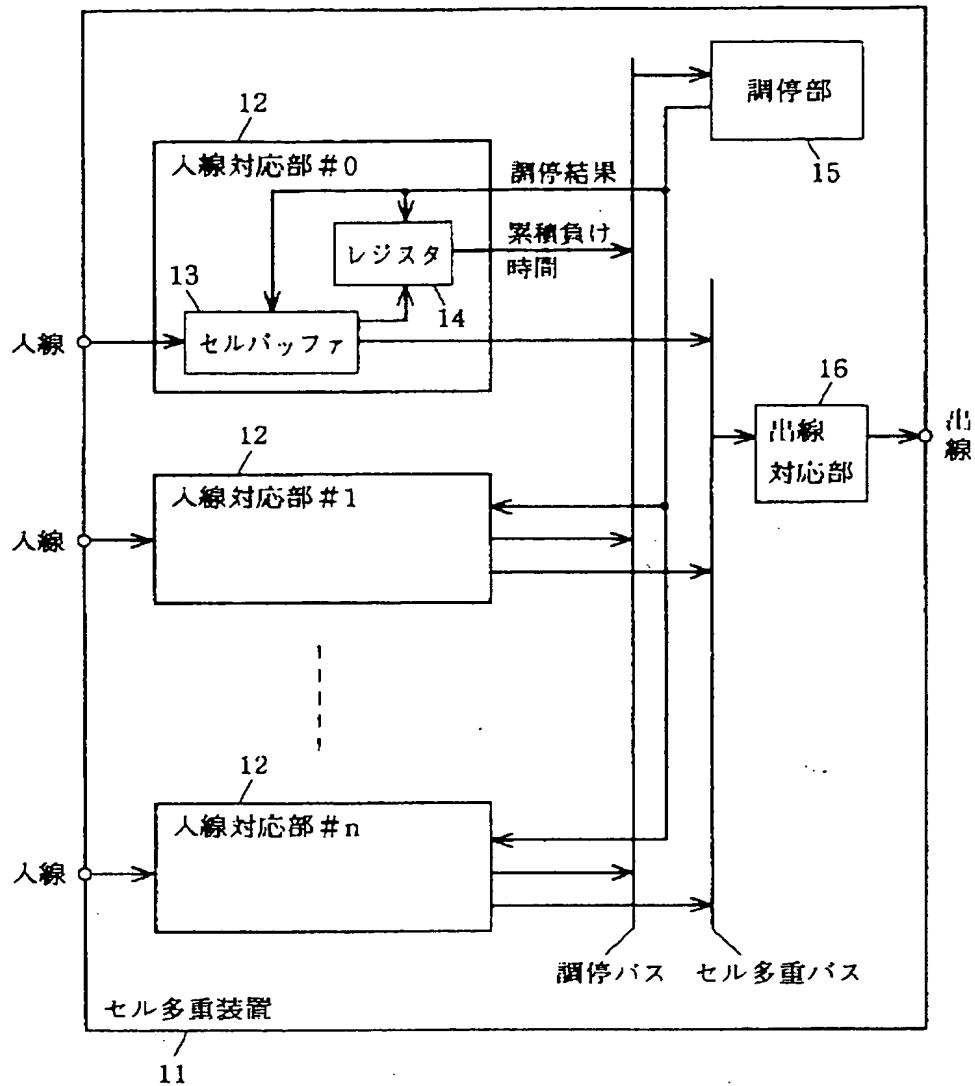 12
入線対応部#0
調停結果
累積負け
時間
レジスタ
14
13
セルバッファ
入線
調停部
15
16
出線
対応部
出
線
12
入線対応部#1
入線
12
入線対応部#n
入線
調停バス
セル多重バス
セル多重装置
11